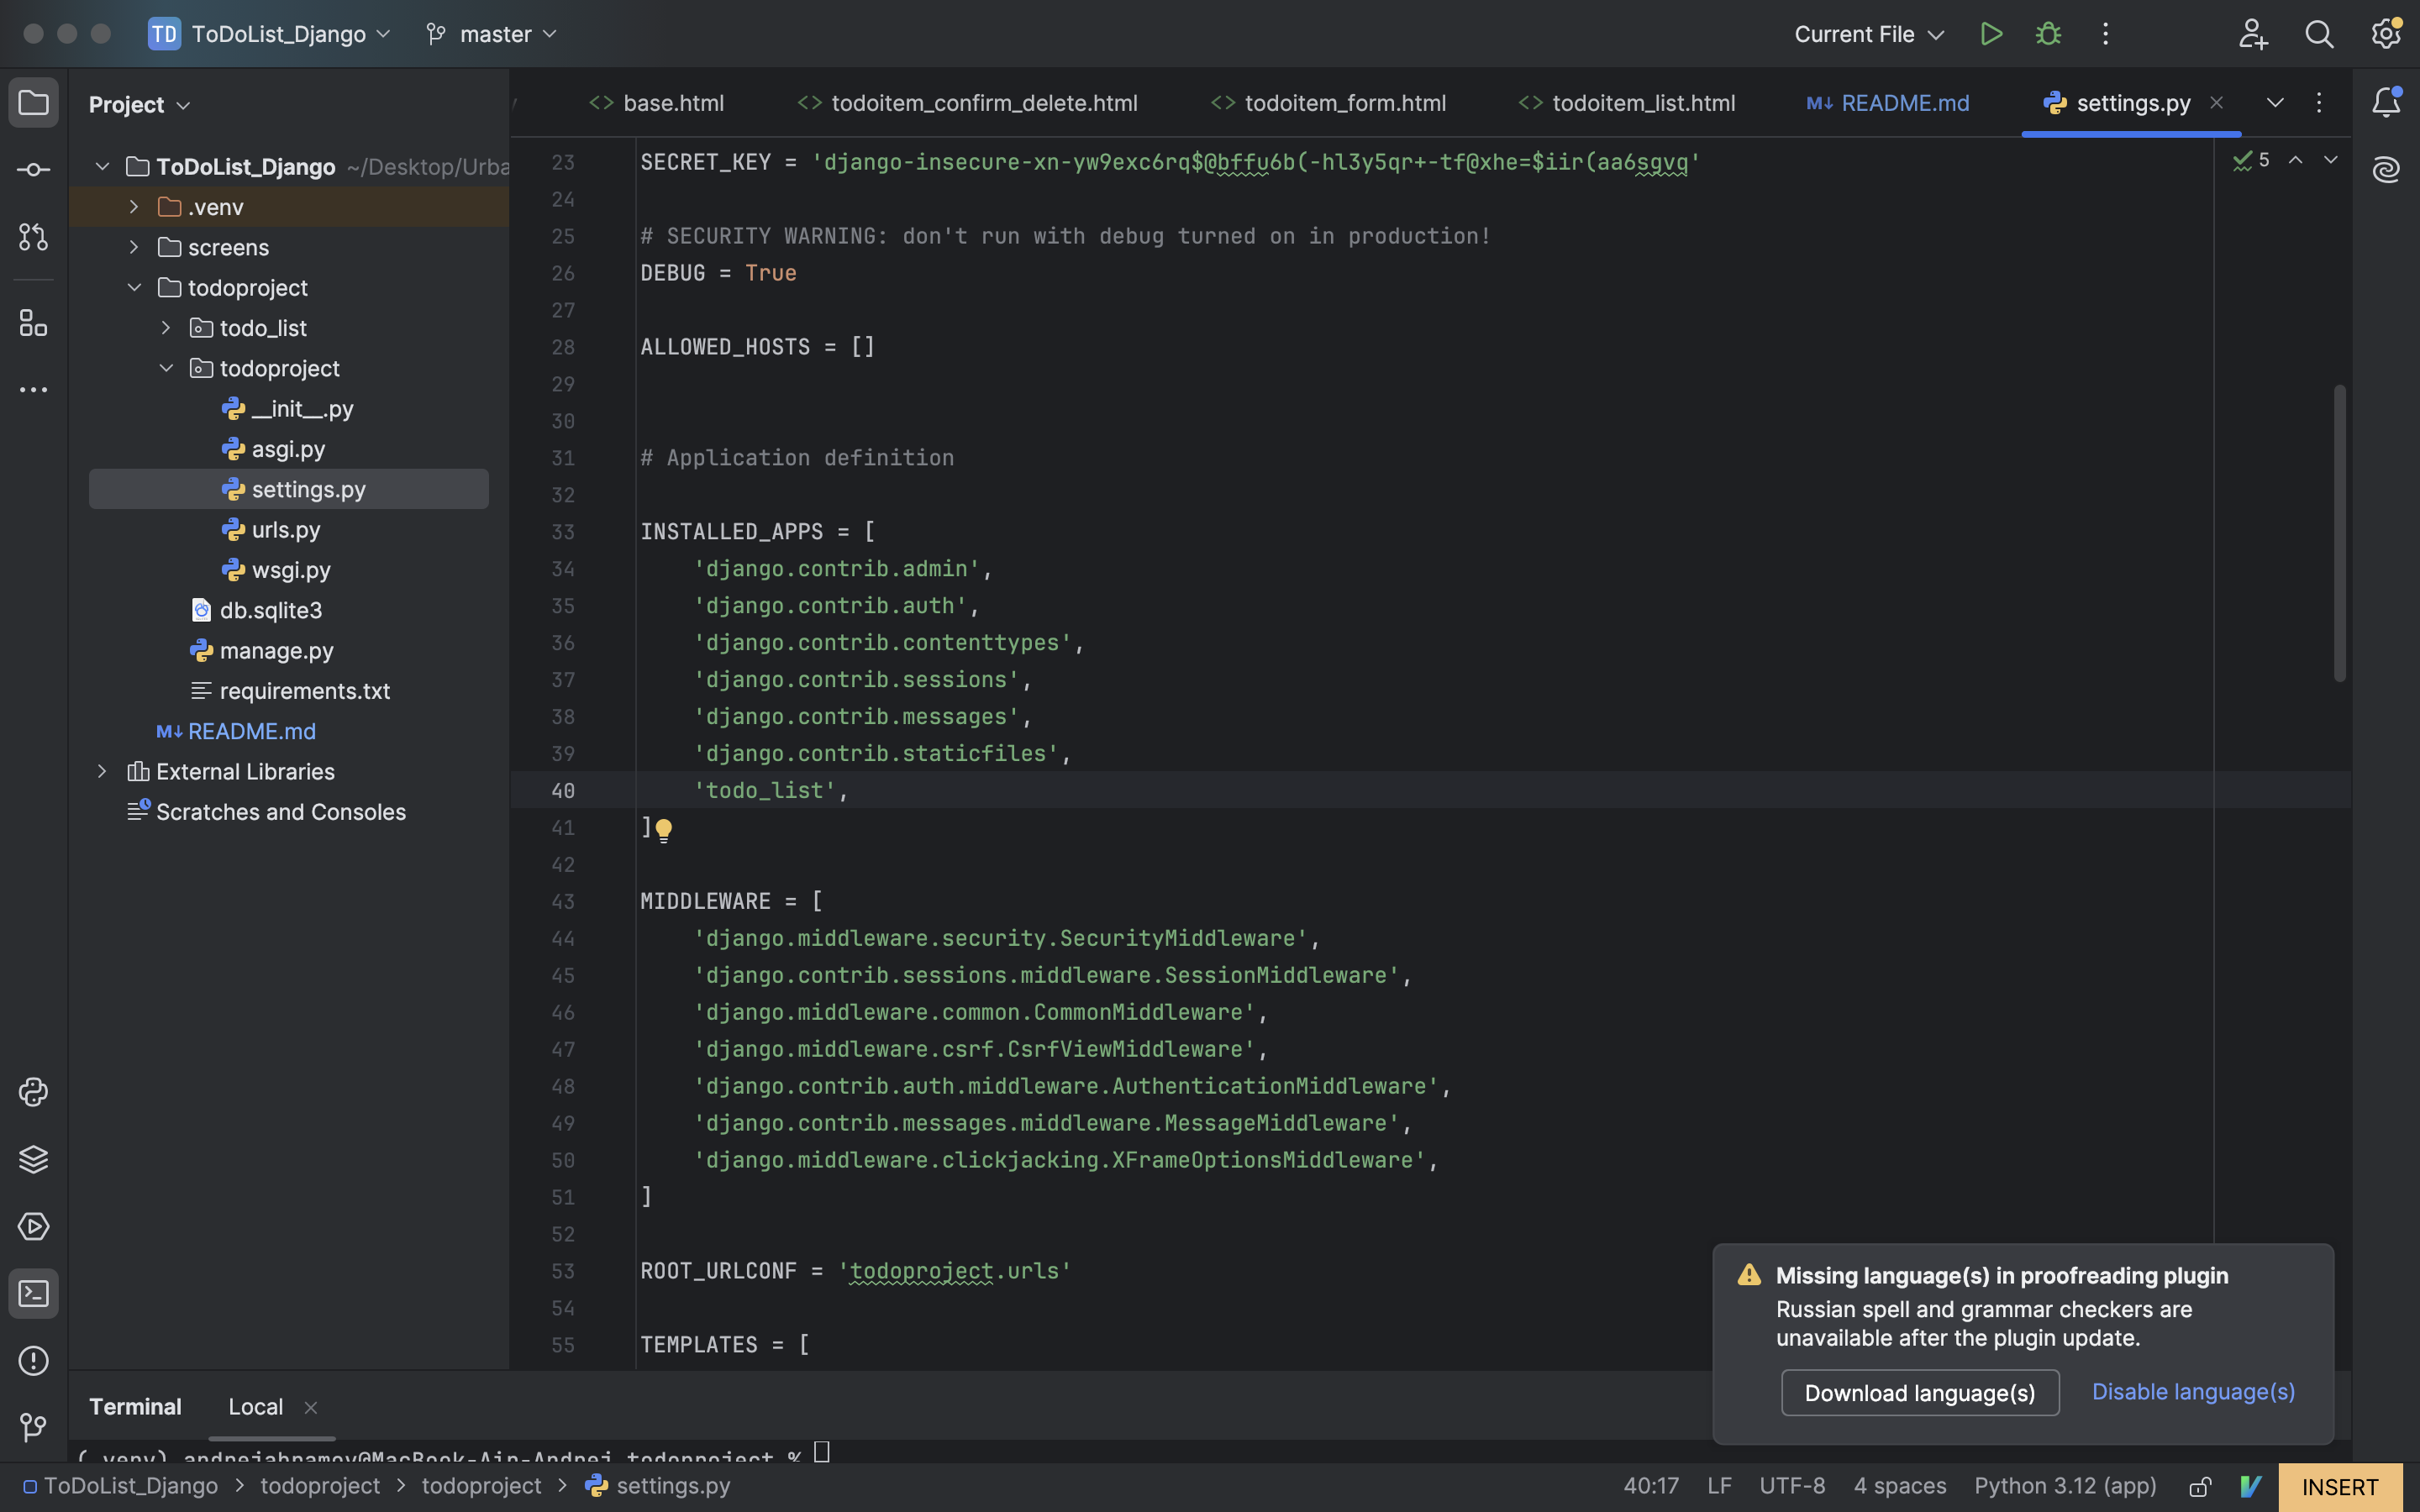 TD ToDoList_Django master Current File
Project
base.html todoitem_confirm_delete.html todoitem_form.html todoitem_list.html M↓ README.md settings.py
ToDoList_Django ~/Desktop/Urba
.venv
screens
todoproject
todo_list
todoproject
__init__.py
asgi.py
settings.py
urls.py
wsgi.py
db.sqlite3
manage.py
requirements.txt
M↓ README.md
External Libraries
Scratches and Consoles
5
23 SECRET_KEY = 'django-insecure-xn-yw9exc6rq$@bffu6b(-hl3y5qr+-tf@xhe=$iir(aa6sgvq'
24
25 # SECURITY WARNING: don't run with debug turned on in production!
26 DEBUG = True
27
28 ALLOWED_HOSTS = []
29
30
31 # Application definition
32
33 INSTALLED_APPS = [
34 'django.contrib.admin',
35 'django.contrib.auth',
36 'django.contrib.contenttypes',
37 'django.contrib.sessions',
38 'django.contrib.messages',
39 'django.contrib.staticfiles',
40 'todo_list',
41 ]
42
43 MIDDLEWARE = [
44 'django.middleware.security.SecurityMiddleware',
45 'django.contrib.sessions.middleware.SessionMiddleware',
46 'django.middleware.common.CommonMiddleware',
47 'django.middleware.csrf.CsrfViewMiddleware',
48 'django.contrib.auth.middleware.AuthenticationMiddleware',
49 'django.contrib.messages.middleware.MessageMiddleware',
50 'django.middleware.clickjacking.XFrameOptionsMiddleware',
51 ]
52
53 ROOT_URLCONF = 'todoproject.urls'
54
55 TEMPLATES = [
Missing language(s) in proofreading plugin
Russian spell and grammar checkers are
unavailable after the plugin update.
Download language(s) Disable language(s)
Terminal Local
(.venv) andrejabramov@MacBook-Air-Andrej todoproject %
ToDoList_Django > todoproject > todoproject > settings.py 40:17 LF UTF-8 4 spaces Python 3.12 (app) INSERT